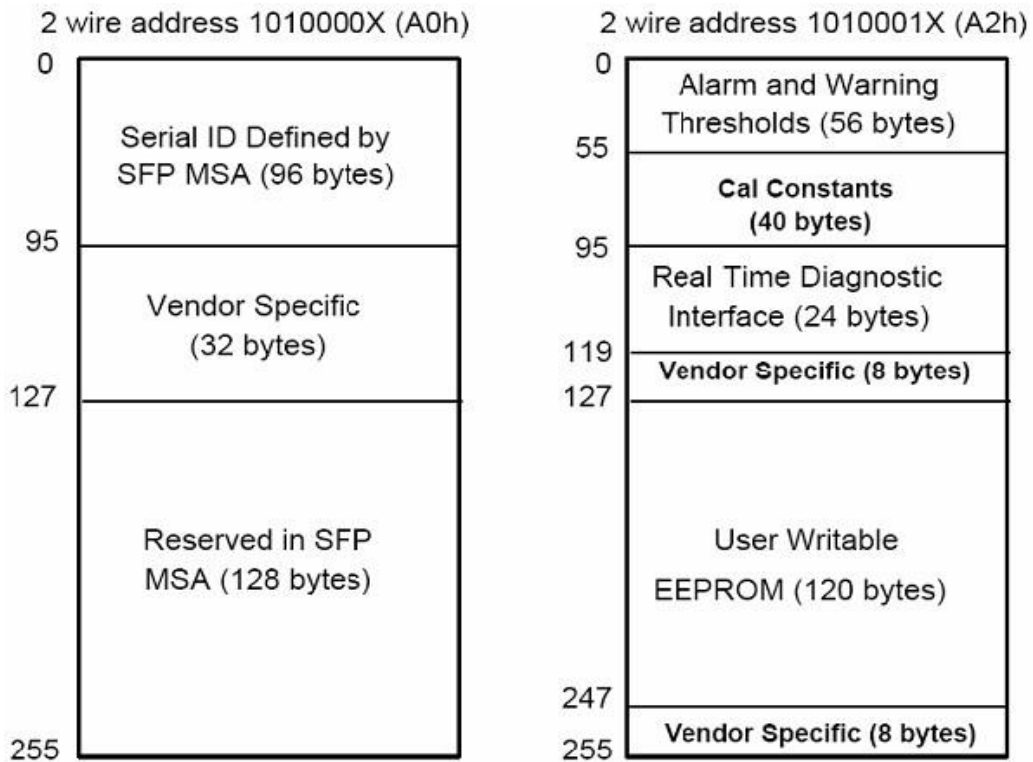 2 wire address 1010000X (A0h)
0
Serial ID Defined by
SFP MSA (96 bytes)
95
Vendor Specific
(32 bytes)
127
Reserved in SFP
MSA (128 bytes)
255
2 wire address 1010001X (A2h)
0
Alarm and Warning
Thresholds (56 bytes)
55
Cal Constants
(40 bytes)
95
Real Time Diagnostic
Interface (24 bytes)
119
Vendor Specific (8 bytes)
127
User Writable
EEPROM (120 bytes)
247
Vendor Specific (8 bytes)
255